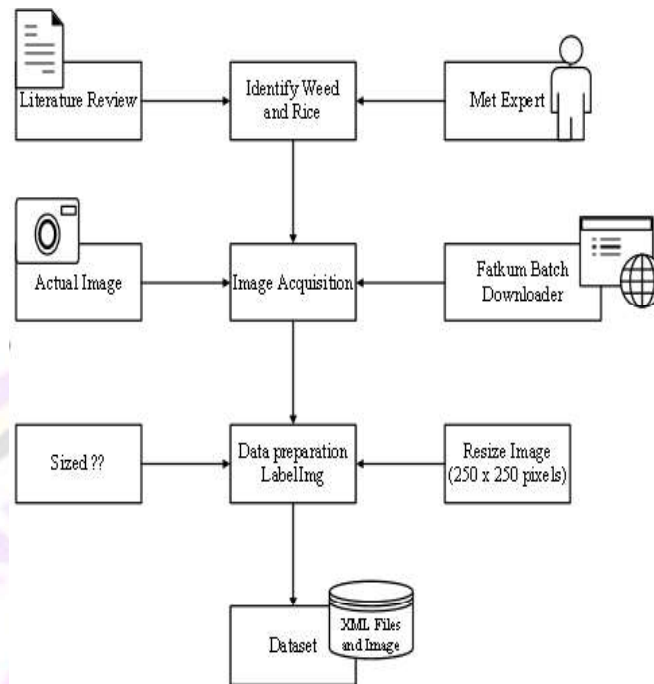 Literature Review
Identify Weed
and Rice
Met Expert
Actual Image
Image Acquisition
Fatkum Batch
Downloader
Sized ??
Data preparation
LabelImg
Resize Image
(250 x 250 pixels)
Dataset
XML Files
and Image